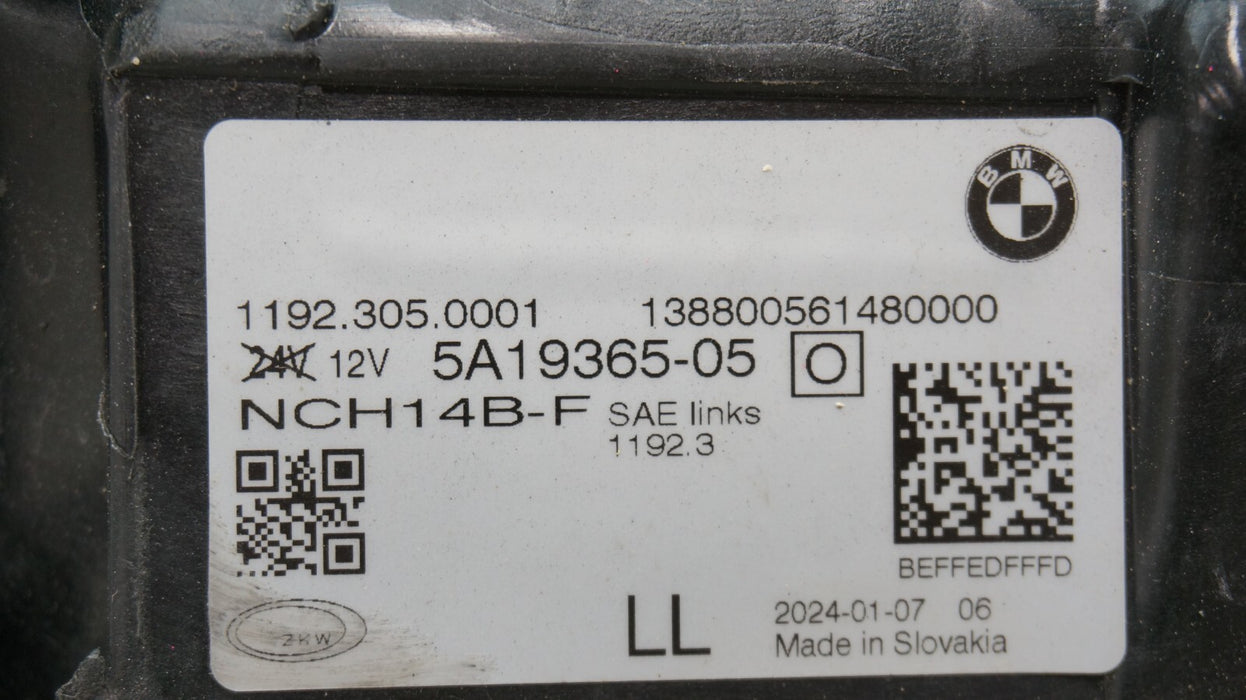 BMW
1192.305.0001 138800561480000
24V 12V 5A19365-05 O
NCH14B-F SAE links
1192.3
BEFFEDFFFD
ZKW
LL 2024-01-07 06
Made in Slovakia